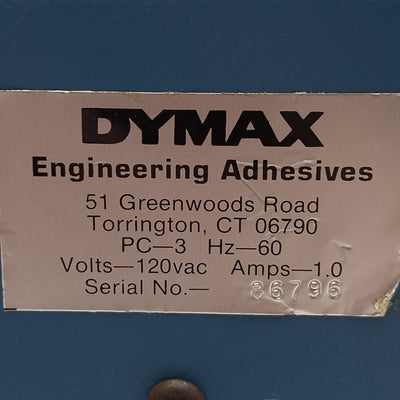 DYMAX
Engineering Adhesives
51 Greenwoods Road
Torrington, CT 06790
PC—3 Hz—60
Volts—120vac Amps—1.0
Serial No.— 86796